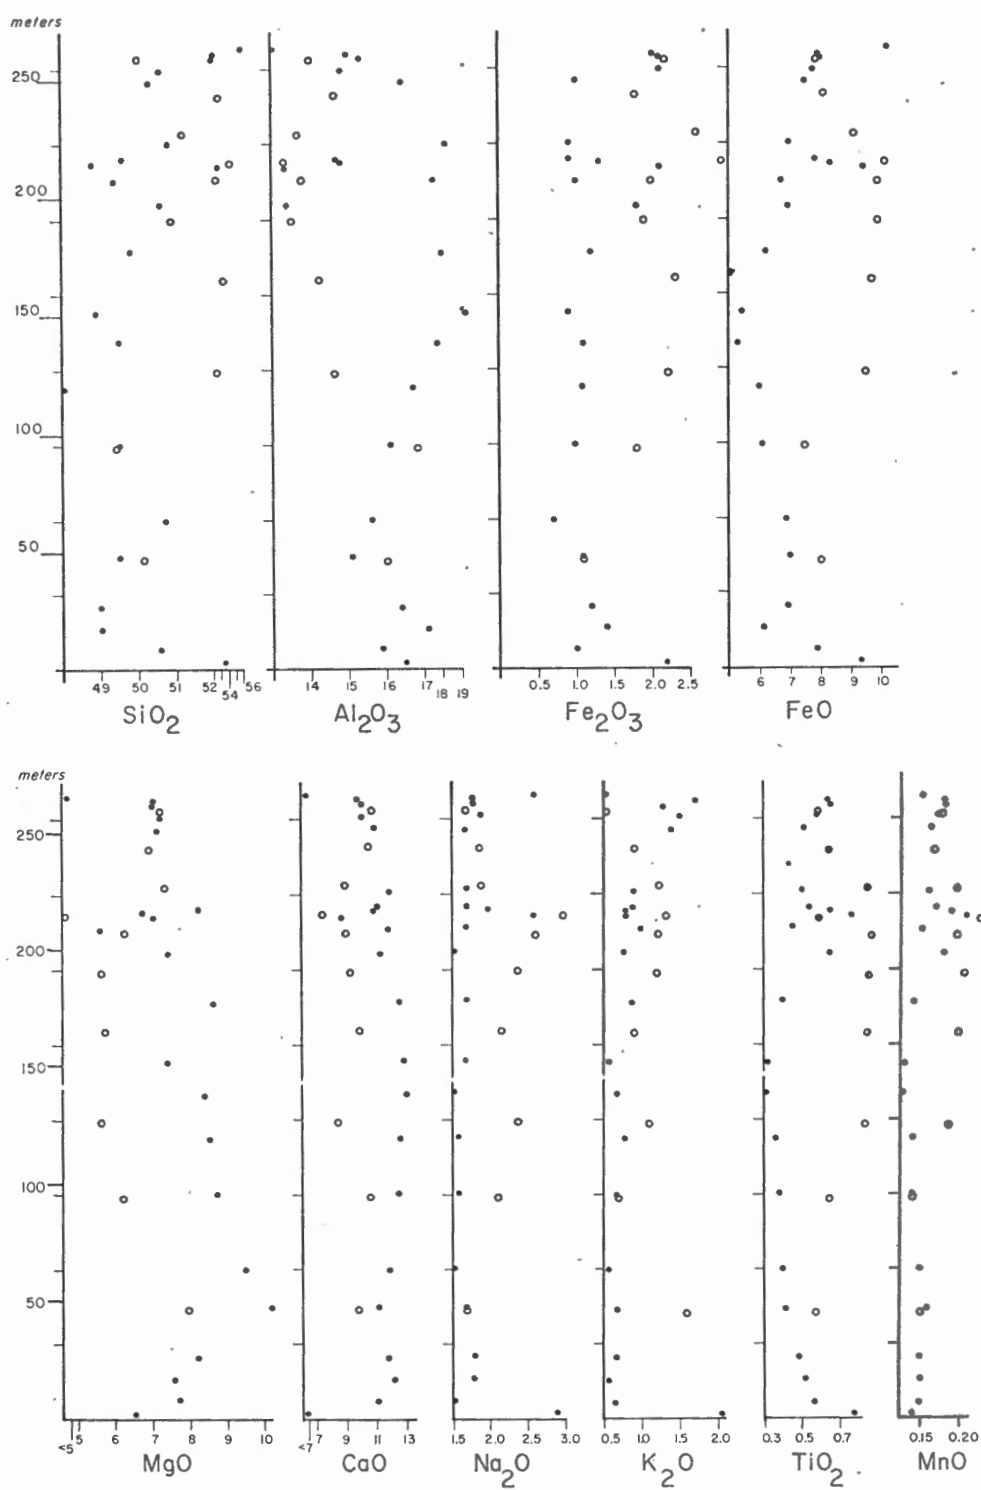 meters
250
200
150
100
50
49 50 51 52 54 56
SiO2
14 15 16 17 18 19
Al2O3
0.5 1.0 1.5 2.0 2.5
Fe2O3
6 7 8 9 10
FeO
meters
250
200
150
100
50
<5 5 6 7 8 9 10
MgO
<7 7 9 11 13
CaO
1.5 2.0 2.5 3.0
Na2O
0.5 1.0 1.5 2.0
K2O
0.3 0.5 0.7
TiO2
0.15 0.20
MnO